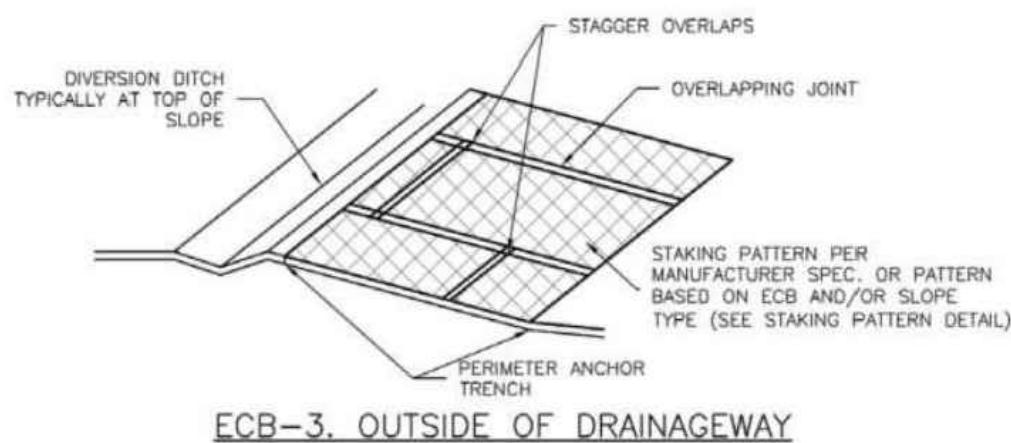 STAGGER OVERLAPS
DIVERSION DITCH
TYPICALLY AT TOP OF
SLOPE
OVERLAPPING JOINT
STAKING PATTERN PER
MANUFACTURER SPEC. OR PATTERN
BASED ON ECB AND/OR SLOPE
TYPE (SEE STAKING PATTERN DETAIL)
PERIMETER ANCHOR
TRENCH
ECB-3. OUTSIDE OF DRAINAGEWAY